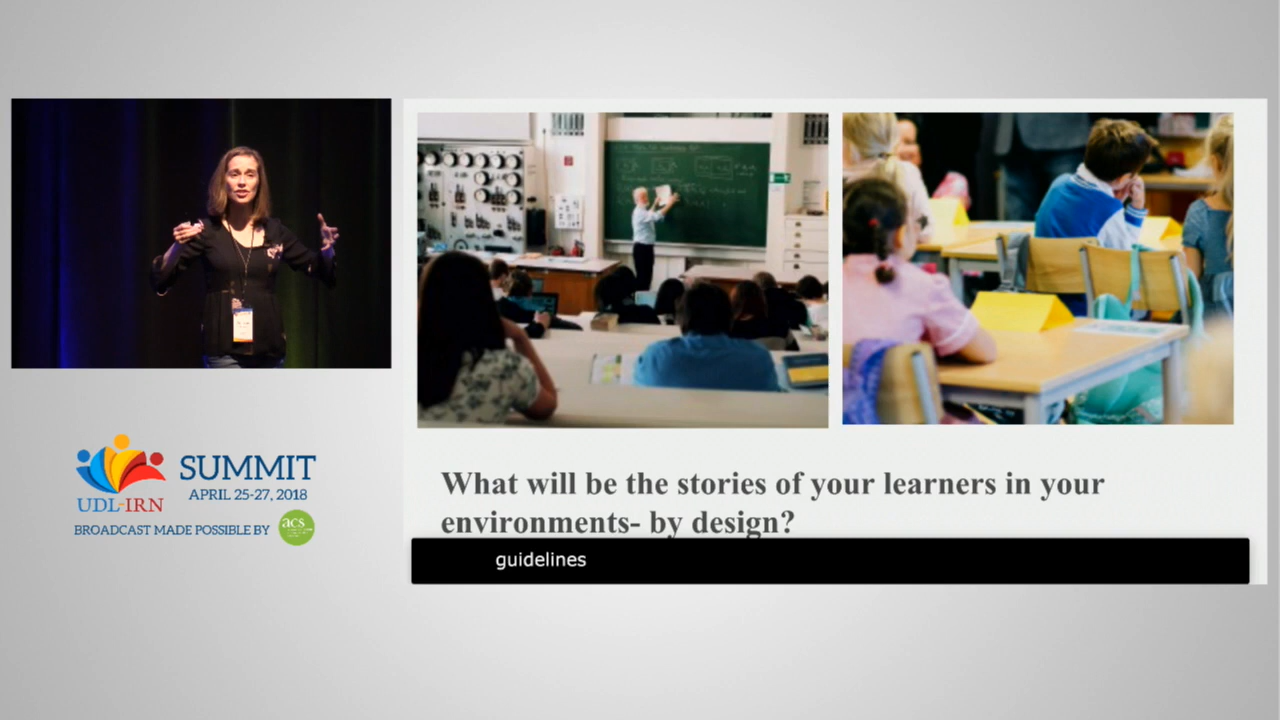 What will be the stories of your learners in your
environments- by design?
guidelines
SUMMIT
UDL-IRN
APRIL 25-27, 2018
BROADCAST MADE POSSIBLE BY
acs